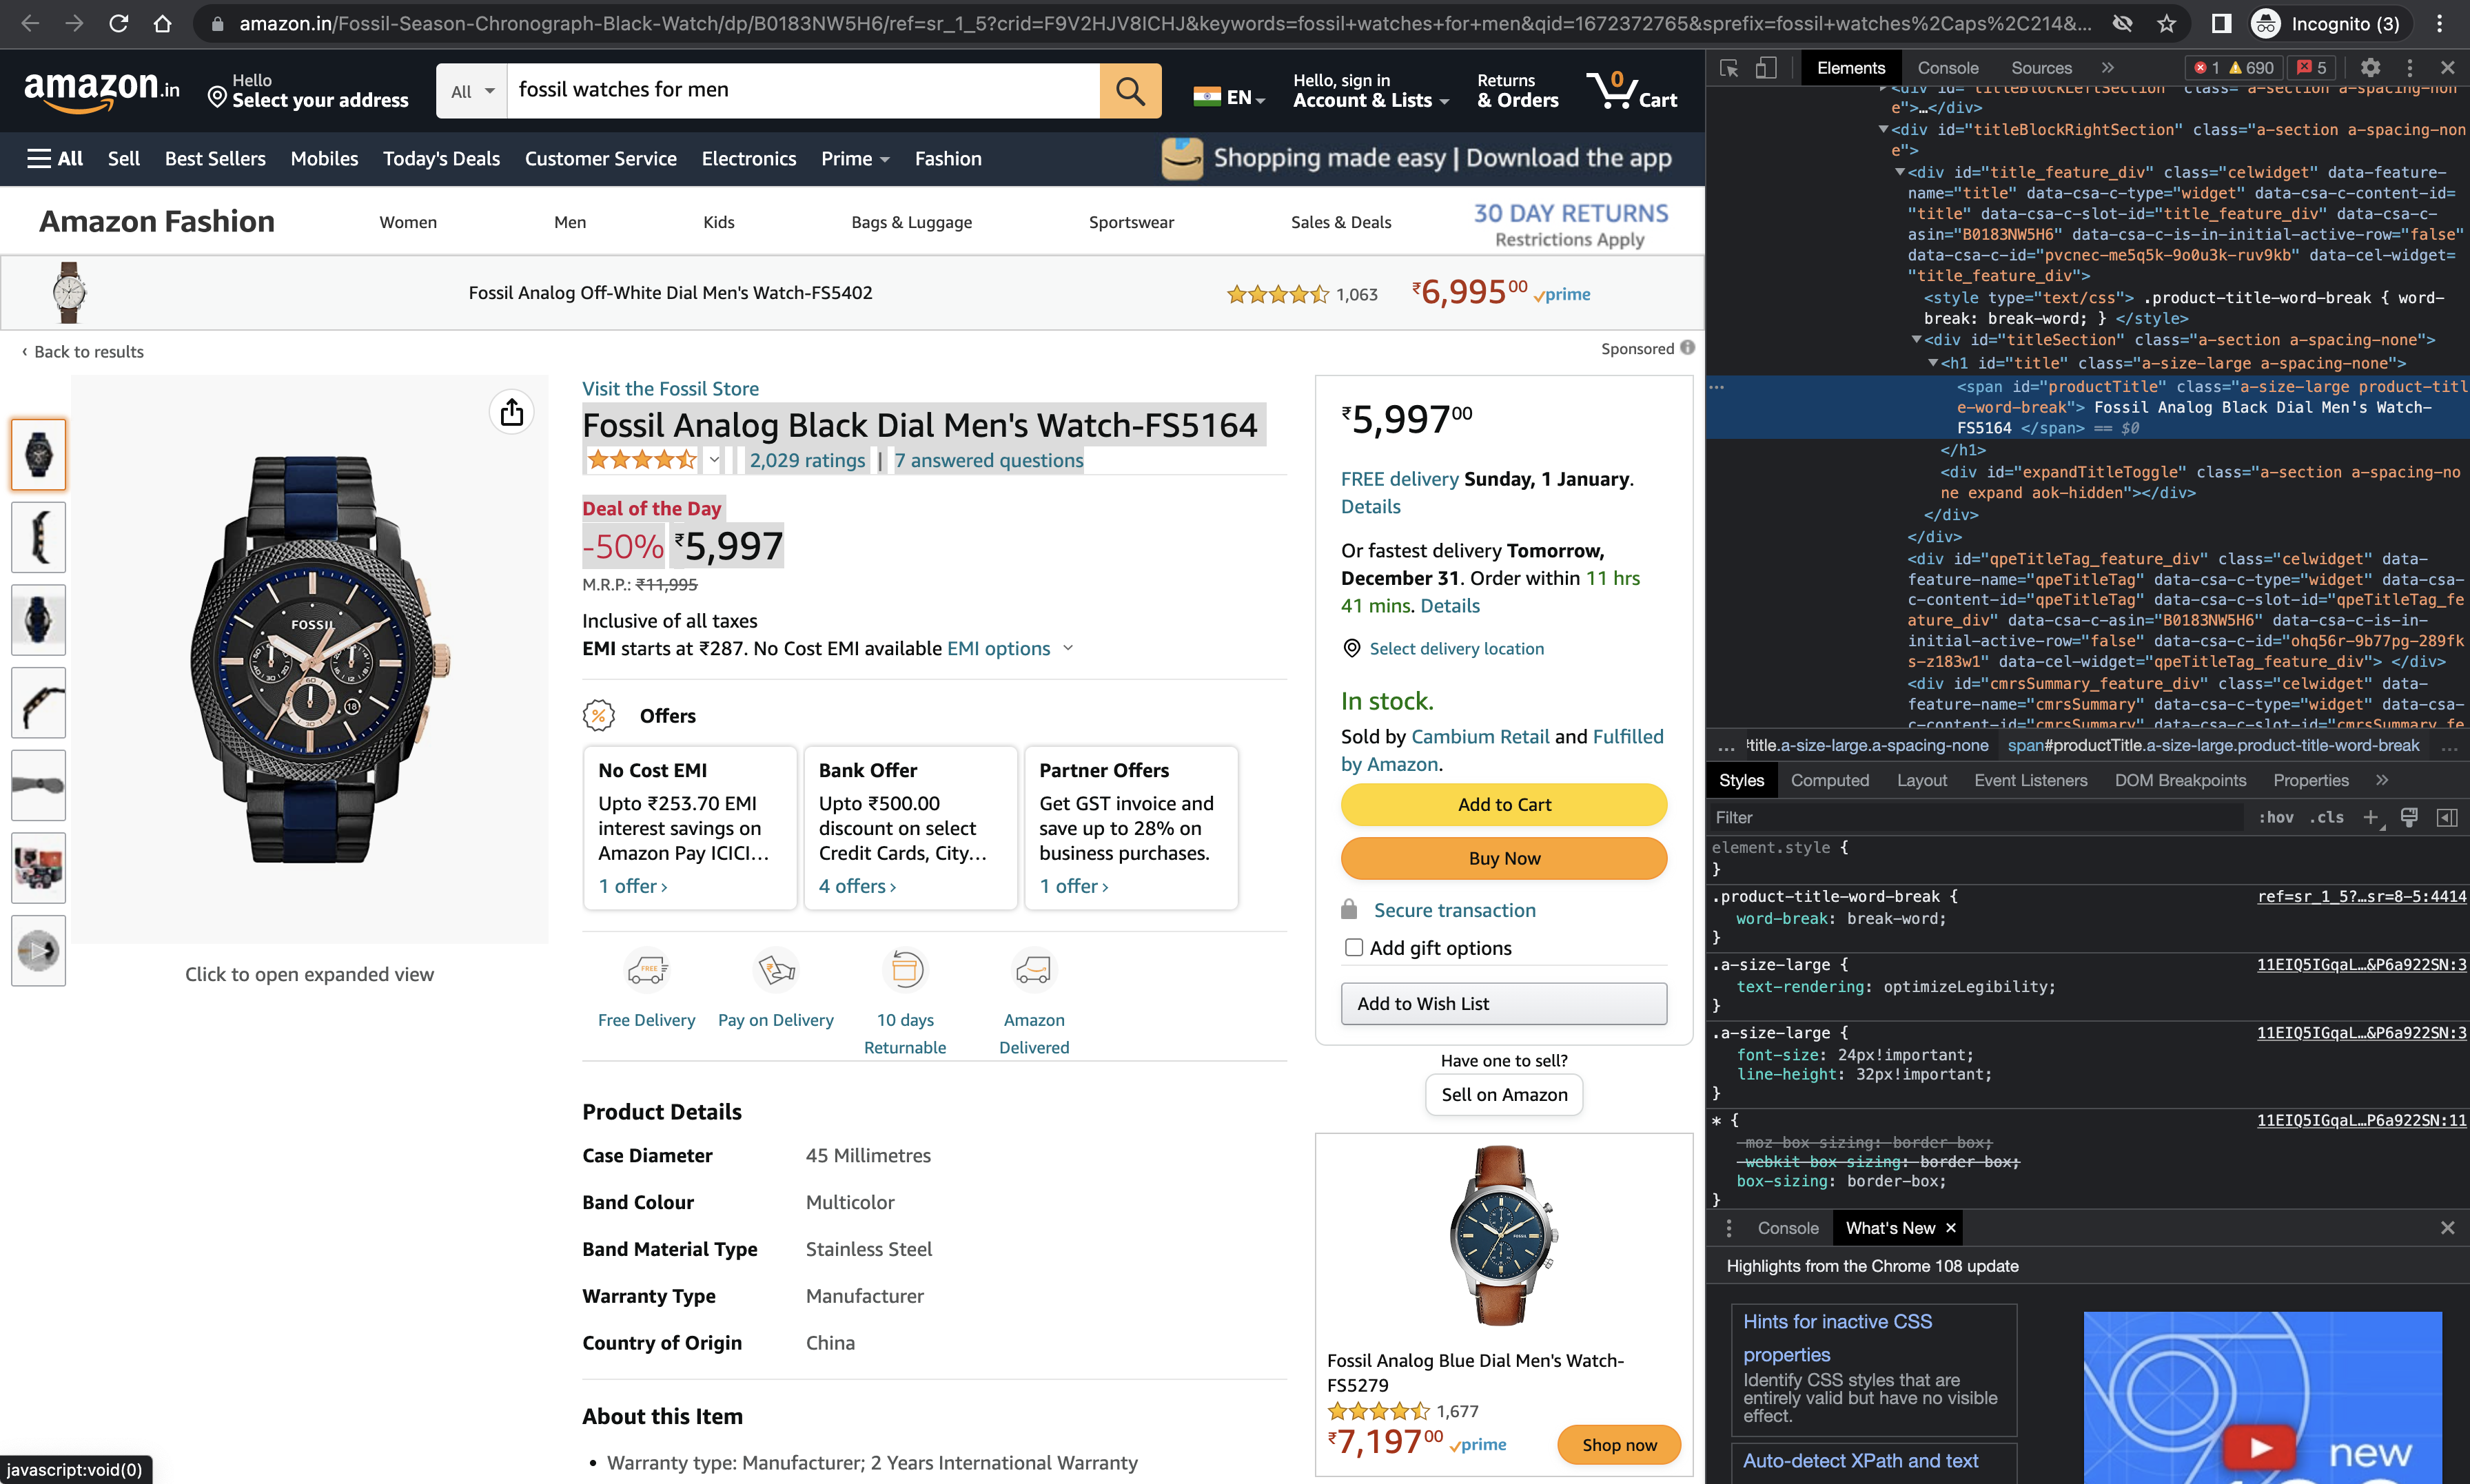 amazon.in/Fossil-Season-Chronograph-Black-Watch/dp/B0183NW5H6/ref=sr_1_5?crid=F9V2HJV8ICHJ&keywords=fossil+watches+for+men&qid=1672372765&sprefix=fossil+watches%2Caps%2C214&...
Incognito (3)
amazon.in
Hello
Select your address
All
fossil watches for men
EN
Hello, sign in
Account & Lists
Returns
& Orders
0
Cart
All
Sell
Best Sellers
Mobiles
Today's Deals
Customer Service
Electronics
Prime
Fashion
Shopping made easy | Download the app
Amazon Fashion
Women
Men
Kids
Bags & Luggage
Sportswear
Sales & Deals
30 DAY RETURNS
Restrictions Apply
Fossil Analog Off-White Dial Men's Watch-FS5402
1,063
₹6,99500
prime
‹ Back to results
Sponsored
Visit the Fossil Store
Fossil Analog Black Dial Men's Watch-FS5164
2,029 ratings | 7 answered questions
Deal of the Day
-50% ₹5,997
M.R.P.: ₹11,995
Inclusive of all taxes
EMI starts at ₹287. No Cost EMI available EMI options
Offers
No Cost EMI
Upto ₹253.70 EMI
interest savings on
Amazon Pay ICICI…
1 offer ›
Bank Offer
Upto ₹500.00
discount on select
Credit Cards, City…
4 offers ›
Partner Offers
Get GST invoice and
save up to 28% on
business purchases.
1 offer ›
FREE
Free Delivery
Pay on Delivery
10 days
Returnable
Amazon
Delivered
FOSSIL
60
18
Click to open expanded view
Product Details
Case Diameter 45 Millimetres
Band Colour Multicolor
Band Material Type Stainless Steel
Warranty Type Manufacturer
Country of Origin China
About this Item
• Warranty type: Manufacturer; 2 Years International Warranty
javascript:void(0)
₹5,99700
FREE delivery Sunday, 1 January.
Details
Or fastest delivery Tomorrow,
December 31. Order within 11 hrs
41 mins. Details
Select delivery location
In stock.
Sold by Cambium Retail and Fulfilled
by Amazon.
Add to Cart
Buy Now
Secure transaction
Add gift options
Add to Wish List
Have one to sell?
Sell on Amazon
Fossil Analog Blue Dial Men's Watch-
FS5279
1,677
₹7,19700
prime
Shop now
Elements
Console
Sources
»
1
690
5
<div id="titleBlockLeftSection" class="a-section a-spacing-non
e">…</div>
<div id="titleBlockRightSection" class="a-section a-spacing-non
e">
<div id="title_feature_div" class="celwidget" data-feature-
name="title" data-csa-c-type="widget" data-csa-c-content-id=
"title" data-csa-c-slot-id="title_feature_div" data-csa-c-
asin="B0183NW5H6" data-csa-c-is-in-initial-active-row="false"
data-csa-c-id="pvcnec-me5q5k-9o0u3k-ruv9kb" data-cel-widget=
"title_feature_div">
<style type="text/css"> .product-title-word-break { word-
break: break-word; } </style>
<div id="titleSection" class="a-section a-spacing-none">
<h1 id="title" class="a-size-large a-spacing-none">
<span id="productTitle" class="a-size-large product-titl
e-word-break"> Fossil Analog Black Dial Men's Watch-
FS5164 </span> == $0
</h1>
<div id="expandTitleToggle" class="a-section a-spacing-no
ne expand aok-hidden"></div>
</div>
</div>
<div id="qpeTitleTag_feature_div" class="celwidget" data-
feature-name="qpeTitleTag" data-csa-c-type="widget" data-csa-
c-content-id="qpeTitleTag" data-csa-c-slot-id="qpeTitleTag_fe
ature_div" data-csa-c-asin="B0183NW5H6" data-csa-c-is-in-
initial-active-row="false" data-csa-c-id="ohq56r-9b77pg-289fk
s-z183w1" data-cel-widget="qpeTitleTag_feature_div"> </div>
<div id="cmrsSummary_feature_div" class="celwidget" data-
feature-name="cmrsSummary" data-csa-c-type="widget" data-csa-
c-content-id="cmrsSummary" data-csa-c-slot-id="cmrsSummary_fe
... title.a-size-large.a-spacing-none span#productTitle.a-size-large.product-title-word-break ...
Styles
Computed
Layout
Event Listeners
DOM Breakpoints
Properties
»
Filter
:hov .cls +
element.style {
}
.product-title-word-break { ref=sr_1_5?…sr=8-5:4414
word-break: break-word;
}
.a-size-large { 11EIQ5IGqaL…&P6a922SN:3
text-rendering: optimizeLegibility;
}
.a-size-large { 11EIQ5IGqaL…&P6a922SN:3
font-size: 24px!important;
line-height: 32px!important;
}
* { 11EIQ5IGqaL…P6a922SN:11
-moz-box-sizing: border-box;
-webkit-box-sizing: border-box;
box-sizing: border-box;
}
Console
What's New ×
Highlights from the Chrome 108 update
Hints for inactive CSS
properties
Identify CSS styles that are
entirely valid but have no visible
effect.
Auto-detect XPath and text
new